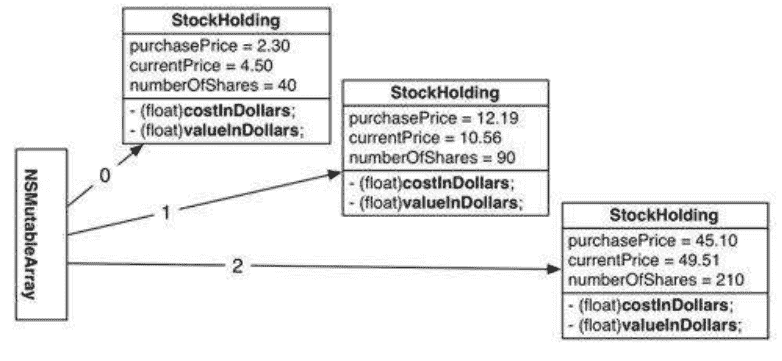 StockHolding
purchasePrice = 2.30
currentPrice = 4.50
numberOfShares = 40
- (float)costInDollars;
- (float)valueInDollars;
StockHolding
purchasePrice = 12.19
currentPrice = 10.56
numberOfShares = 90
- (float)costInDollars;
- (float)valueInDollars;
NSMutableArray
0
1
2
StockHolding
purchasePrice = 45.10
currentPrice = 49.51
numberOfShares = 210
- (float)costInDollars;
- (float)valueInDollars;